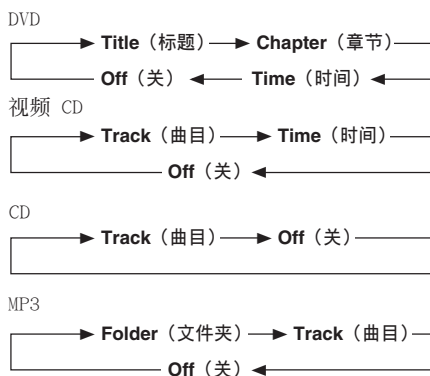 DVD
Title（标题） Chapter（章节）
Off（关） Time（时间）
视频 CD
Track（曲目） Time（时间）
Off（关）
CD
Track（曲目） Off（关）
MP3
Folder（文件夹） Track（曲目）
Off（关）